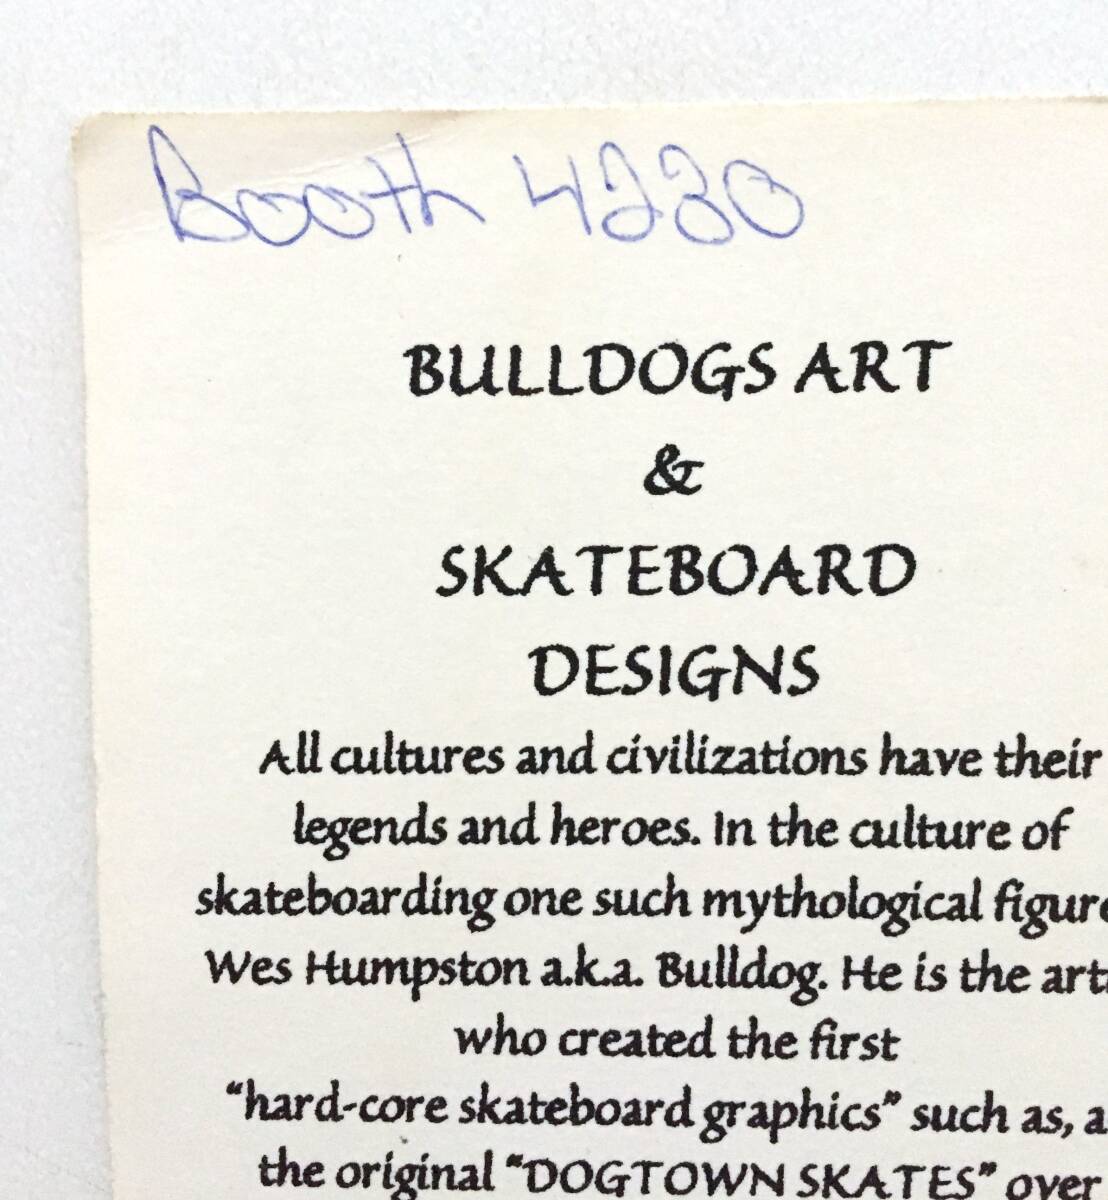 Booth 4230
BULLDOGS ART
&
SKATEBOARD
DESIGNS
All cultures and civilizations have their
legends and heroes. In the culture of
skateboarding one such mythological figure
Wes Humpston a.k.a. Bulldog. He is the
who created the first
“hard-core skateboard graphics” such as,
the original “DOGTOWN SKATES” over